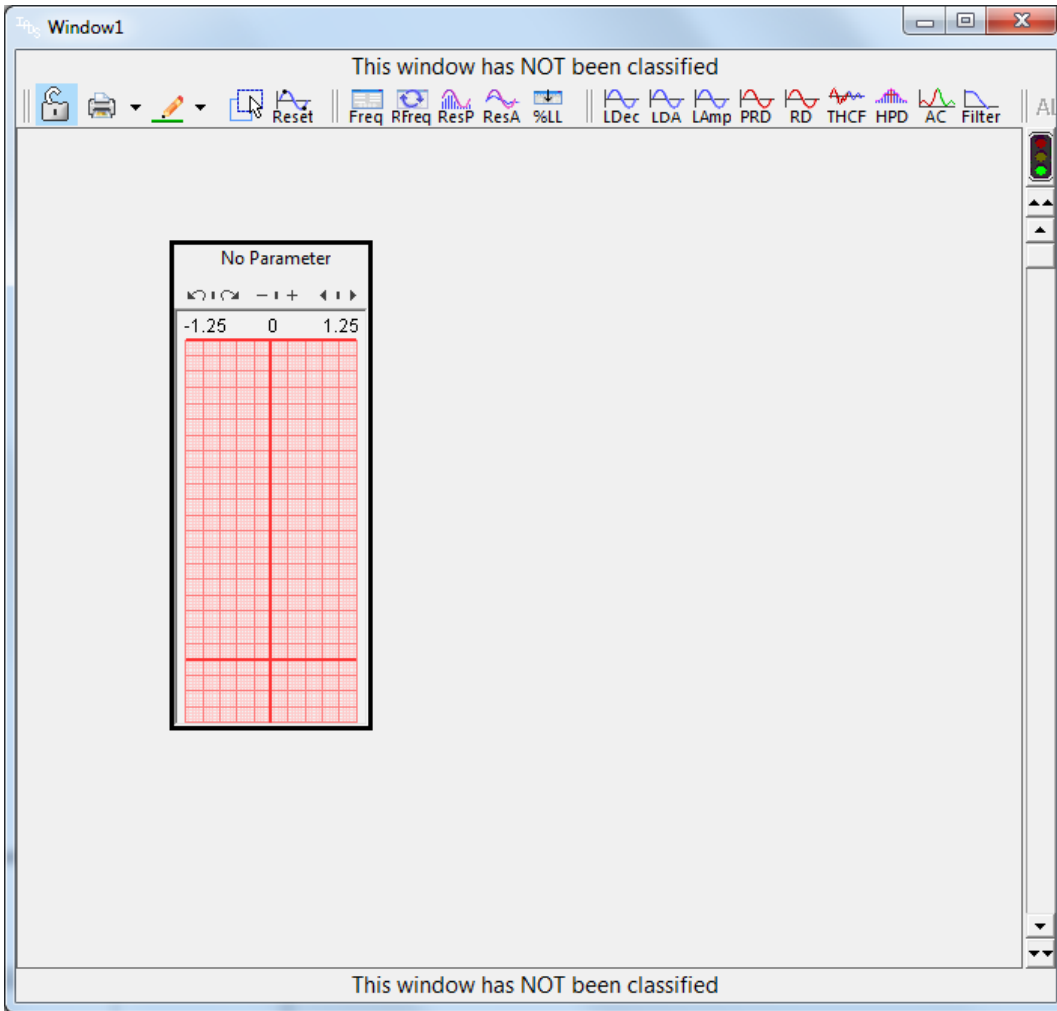 IADS Window1
This window has NOT been classified
Reset Freq RFreq ResP ResA %LL LDec LDA LAmp PRD RD THCF HPD AC Filter
No Parameter
-1.25 0 1.25
This window has NOT been classified